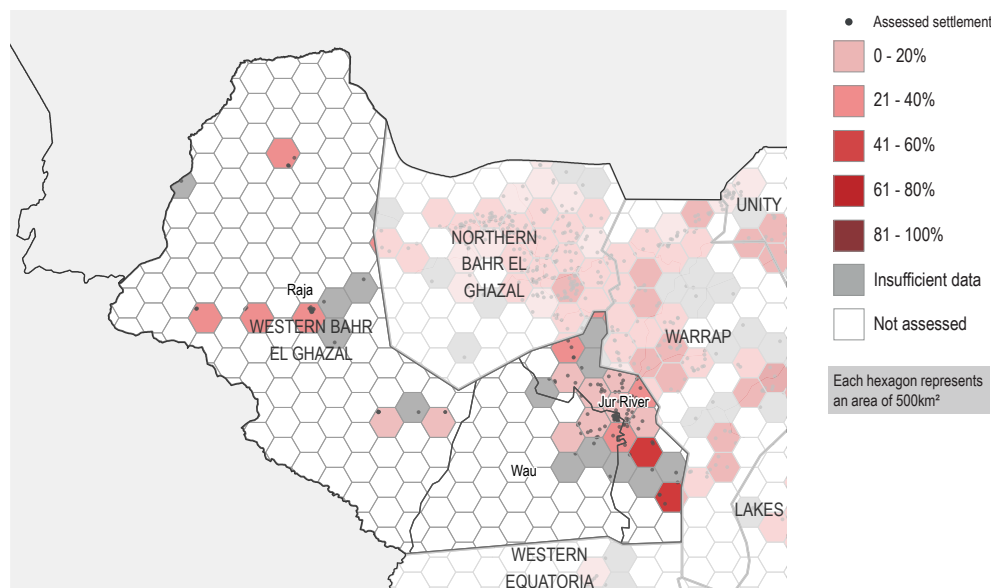 Assessed settlement
0 - 20%
21 - 40%
41 - 60%
61 - 80%
81 - 100%
Insufficient data
Not assessed
Each hexagon represents
an area of 500km²
UNITY
NORTHERN
BAHR EL
GHAZAL
Raja
WESTERN BAHR
EL GHAZAL
WARRAP
Jur River
Wau
LAKES
WESTERN
EQUATORIA